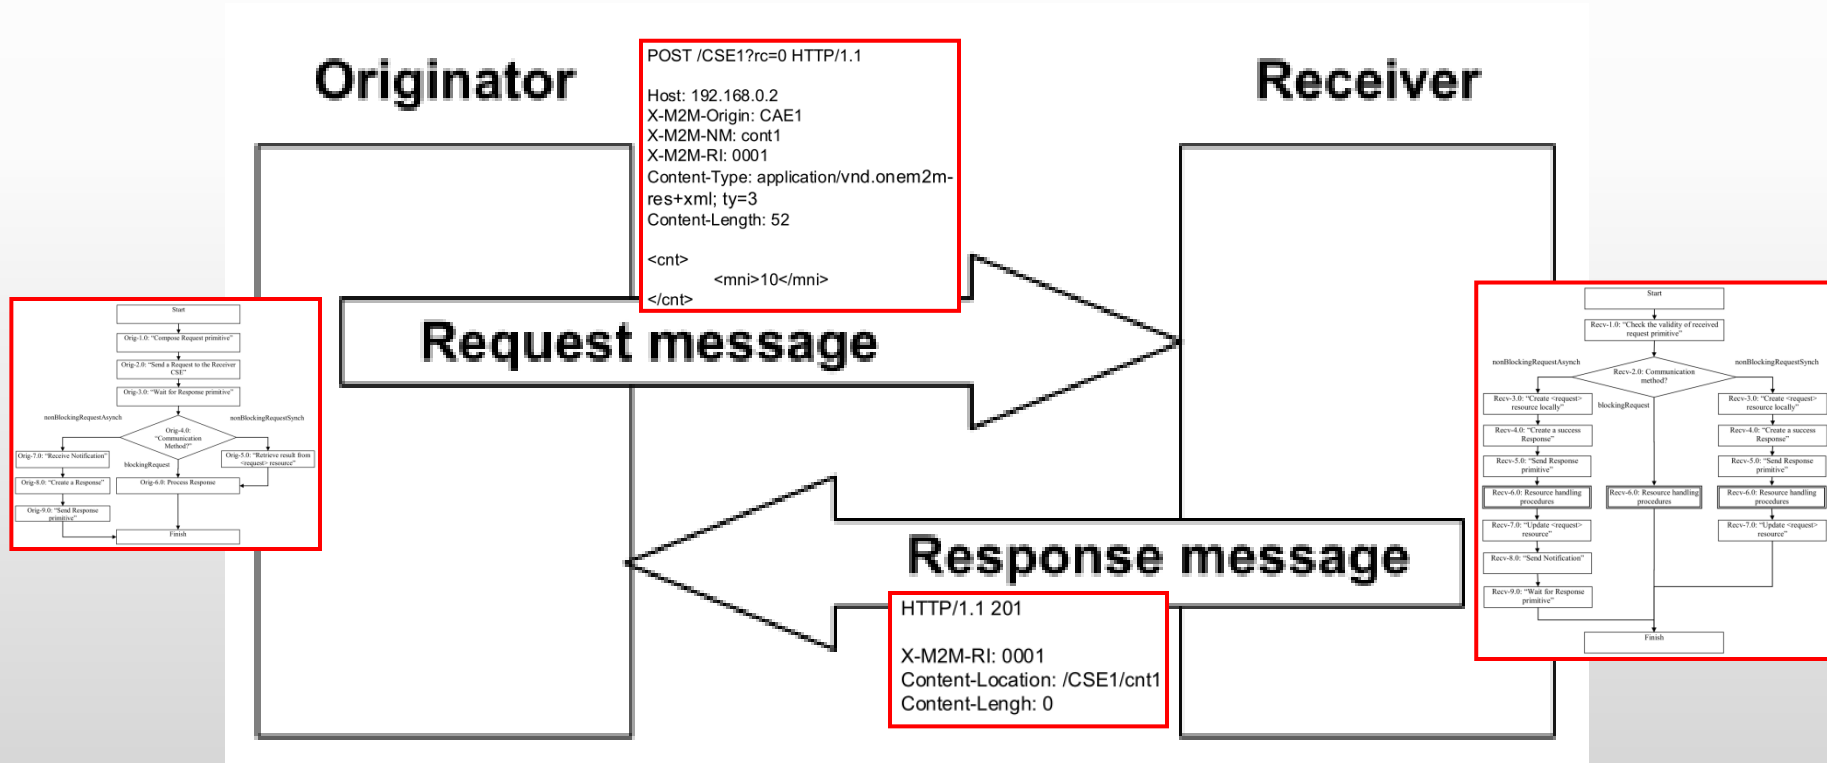 Originator
Receiver
POST /CSE1?rc=0 HTTP/1.1
Host: 192.168.0.2
X-M2M-Origin: CAE1
X-M2M-NM: cont1
X-M2M-RI: 0001
Content-Type: application/vnd.onem2m-
res+xml; ty=3
Content-Length: 52
<cnt>
<mni>10</mni>
</cnt>
Request message
Start
Orig-1.0: "Compose Request primitive"
Orig-2.0: "Send a Request to the Receiver
CSE"
Orig-3.0: "Wait for Response primitive"
nonBlockingRequestAsynch
nonBlockingRequestSynch
Orig-4.0:
"Communication
Method?"
Orig-7.0: "Receive Notification"
blockingRequest
Orig-5.0: "Retrieve result from
<request> resource"
Orig-8.0: "Create a Response"
Orig-6.0: Process Response
Orig-9.0: "Send Response
primitive"
Finish
Start
Recv-1.0: "Check the validity of received
request primitive"
nonBlockingRequestAsynch
nonBlockingRequestSynch
Recv-2.0: Communication
method?
Recv-3.0: "Create <request>
resource locally"
blockingRequest
Recv-3.0: "Create <request>
resource locally"
Recv-4.0: "Create a success
Response"
Recv-4.0: "Create a success
Response"
Recv-5.0: "Send Response
primitive"
Recv-5.0: "Send Response
primitive"
Recv-6.0: Resource handling
procedures
Recv-6.0: Resource handling
procedures
Recv-6.0: Resource handling
procedures
Recv-7.0: "Update <request>
resource"
Recv-7.0: "Update <request>
resource"
Recv-8.0: "Send Notification"
Recv-9.0: "Wait for Response
primitive"
Finish
Response message
HTTP/1.1 201
X-M2M-RI: 0001
Content-Location: /CSE1/cnt1
Content-Lengh: 0